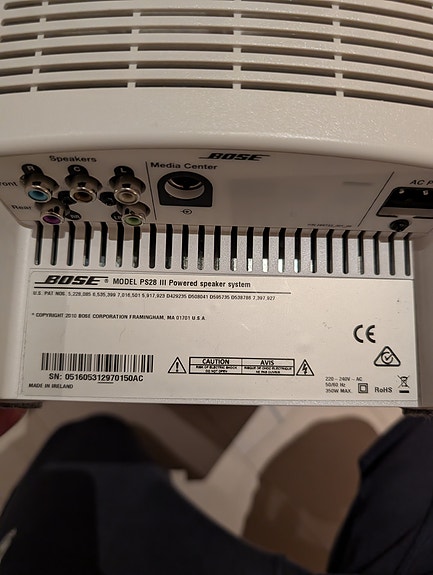 Speakers
BOSE
Front
R
C
L
Media Center
AC P
Rear
SR
BOSE ® MODEL PS28 III Powered speaker system
U.S. PAT NOS. 5,228,085 6,535,399 7,016,501 5,917,923 D429235 D508041 D595735 D538786 7,397,927
© COPYRIGHT 2010 BOSE CORPORATION FRAMINGHAM, MA 01701 U S A
CE
CAUTION
AVIS
RISK OF ELECTRIC SHOCK
DO NOT OPEN
RISQUE DE CHOC ELECTRIQUE
NE PAS OUVRIR
SN: 051605312970150AC
MADE IN IRELAND
220 - 240V ~ AC
50/60 Hz
350W MAX.
RoHS